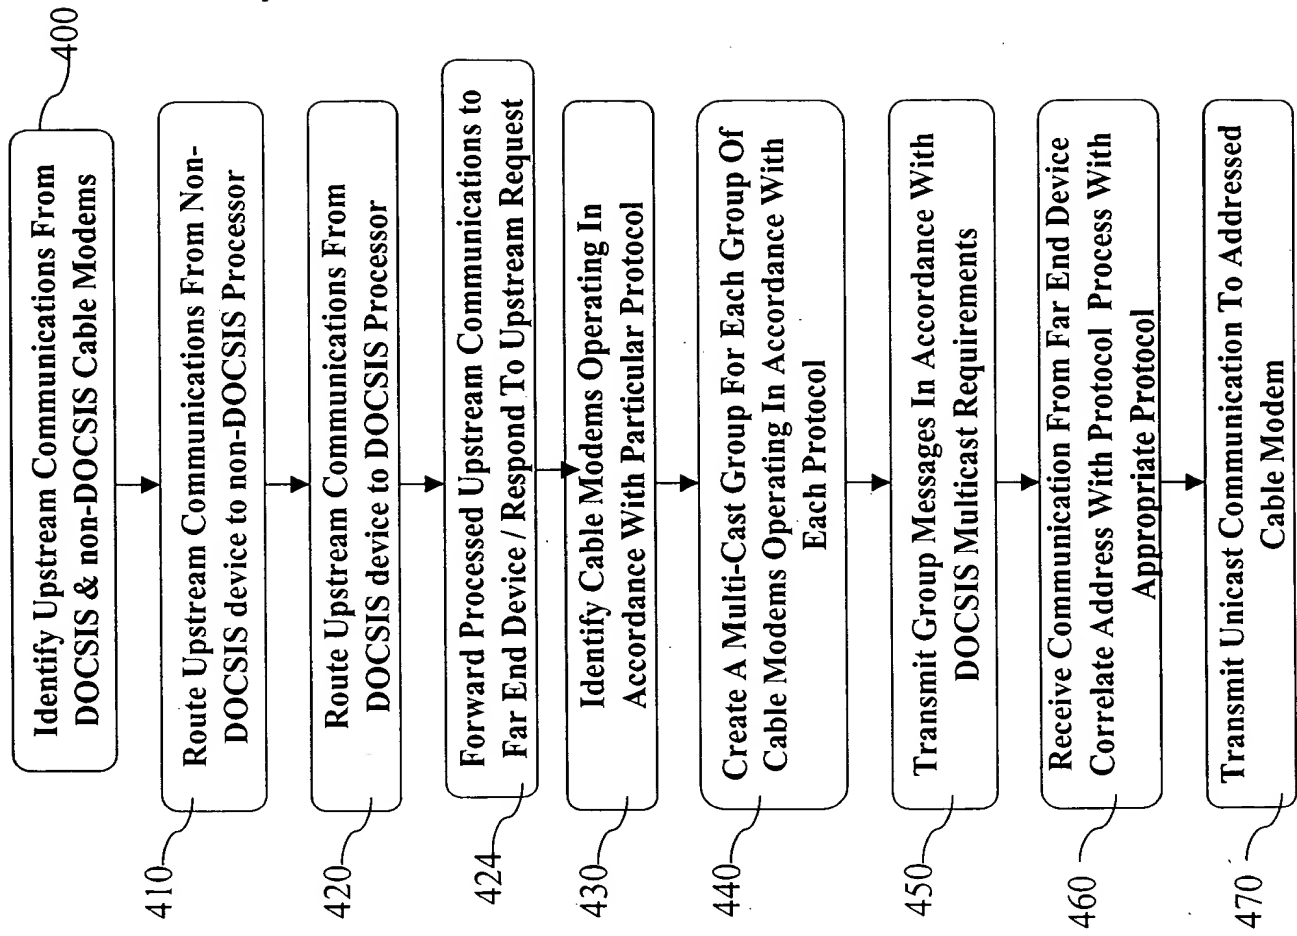 400
Identify Upstream Communications From
DOCSIS & non-DOCSIS Cable Modems
410
Route Upstream Communications From Non-
DOCSIS device to non-DOCSIS Processor
420
Route Upstream Communications From
DOCSIS device to DOCSIS Processor
424
Forward Processed Upstream Communications to
Far End Device / Respond To Upstream Request
430
Identify Cable Modems Operating In
Accordance With Particular Protocol
440
Create A Multi-Cast Group For Each Group Of
Cable Modems Operating In Accordance With
Each Protocol
450
Transmit Group Messages In Accordance With
DOCSIS Multicast Requirements
460
Receive Communication From Far End Device
Correlate Address With Protocol Process With
Appropriate Protocol
470
Transmit Unicast Communication To Addressed
Cable Modem